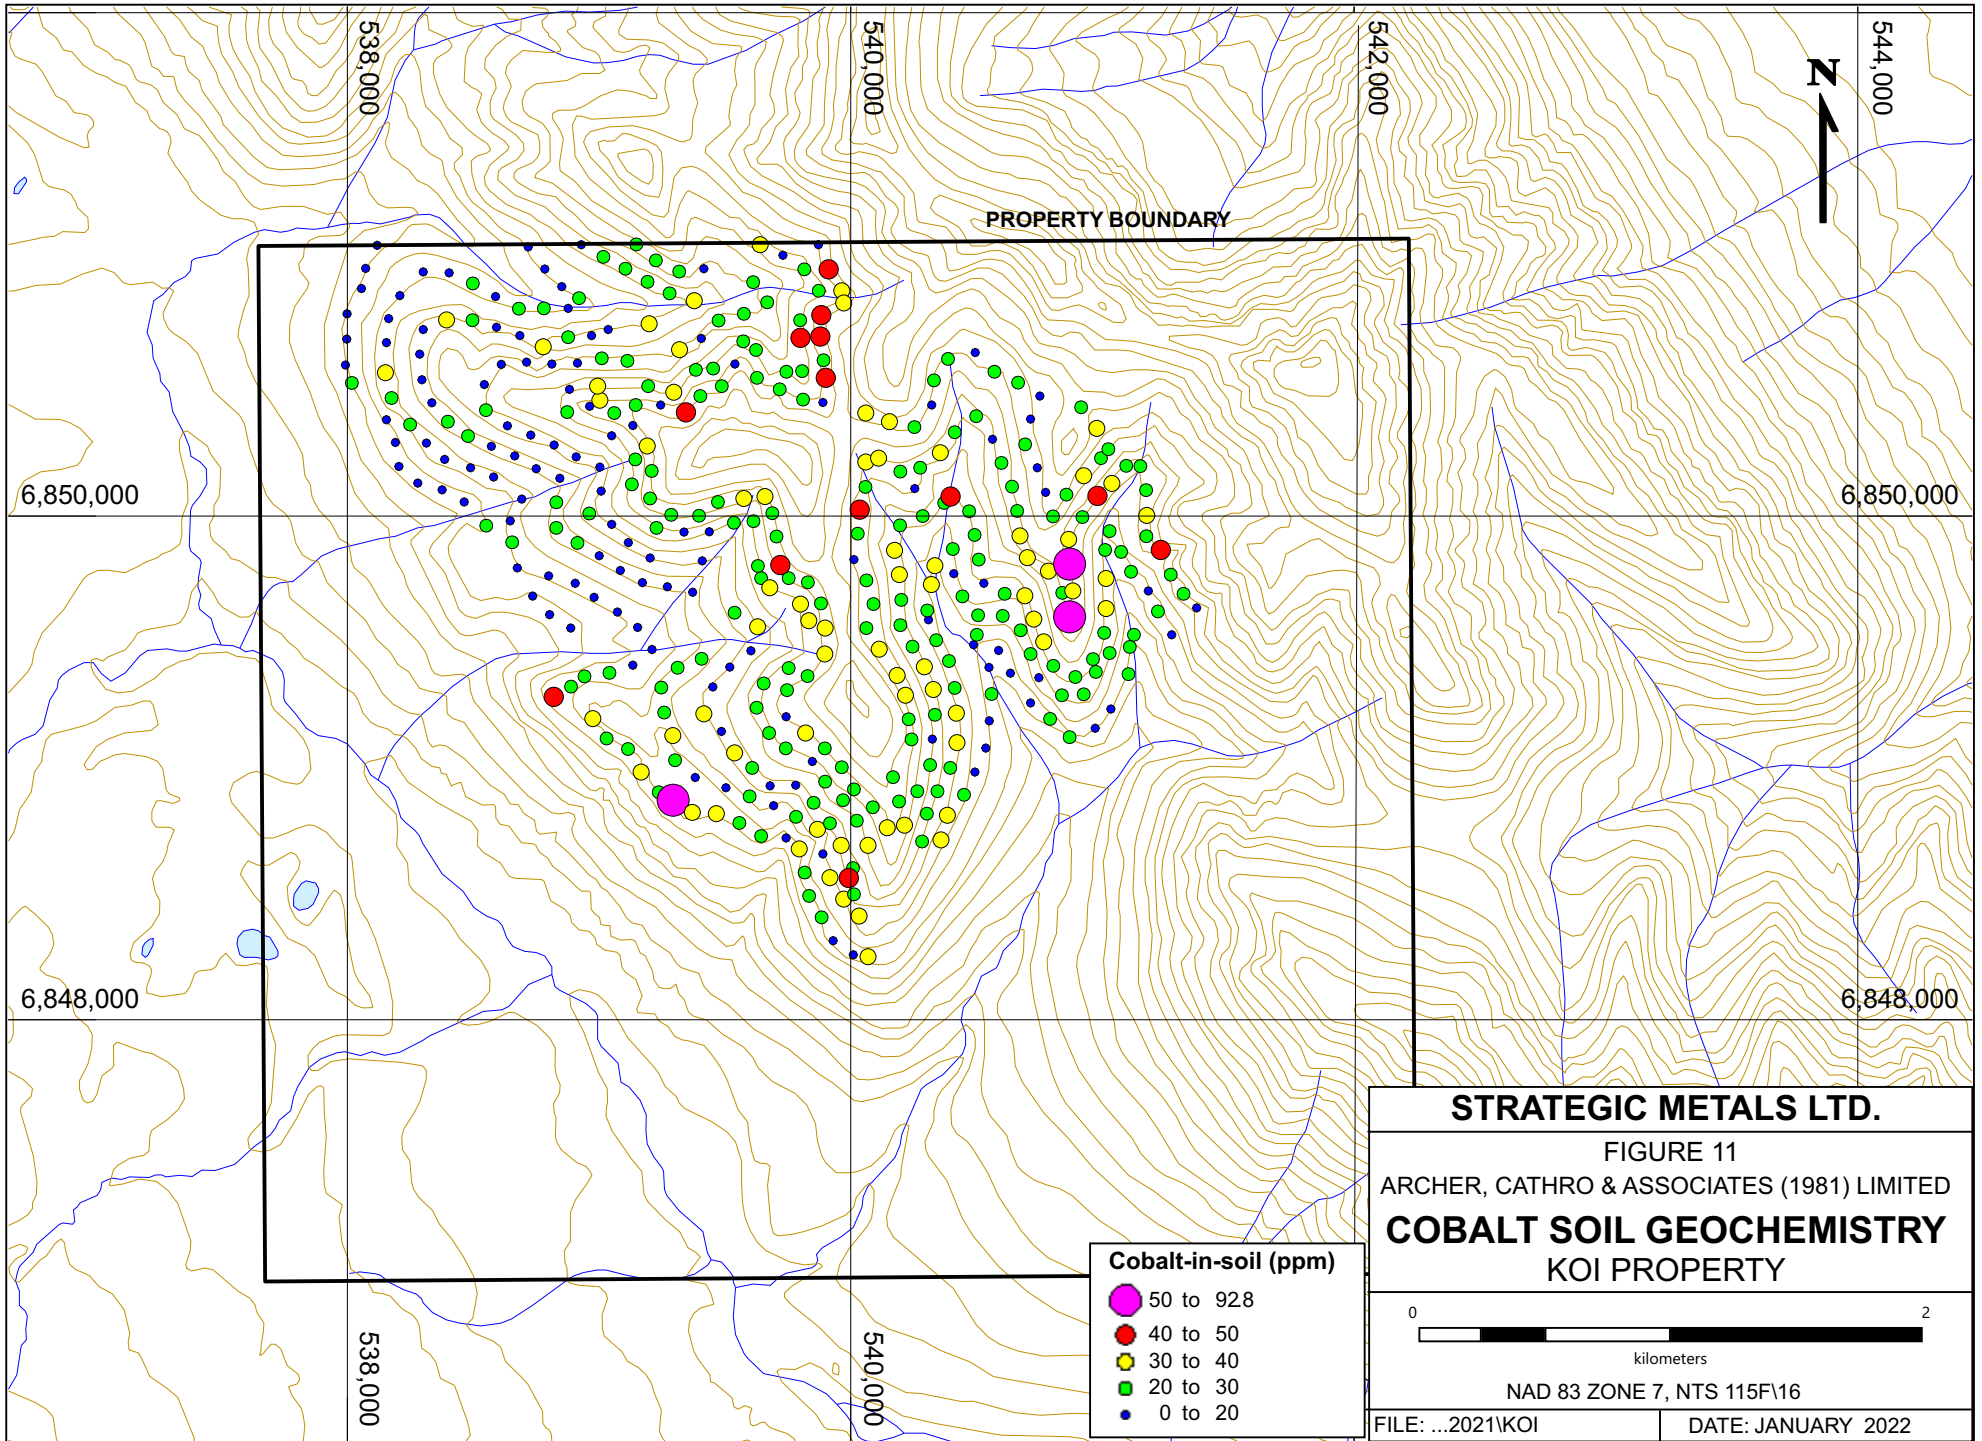 538,000
540,000
542,000
544,000
N
PROPERTY BOUNDARY
6,850,000
6,850,000
6,848,000
6,848,000
538,000
540,000
Cobalt-in-soil (ppm)
50 to 92.8
40 to 50
30 to 40
20 to 30
0 to 20
STRATEGIC METALS LTD.
FIGURE 11
ARCHER, CATHRO & ASSOCIATES (1981) LIMITED
COBALT SOIL GEOCHEMISTRY
KOI PROPERTY
0 2
kilometers
NAD 83 ZONE 7, NTS 115F\16
FILE: ...2021\KOI DATE: JANUARY 2022